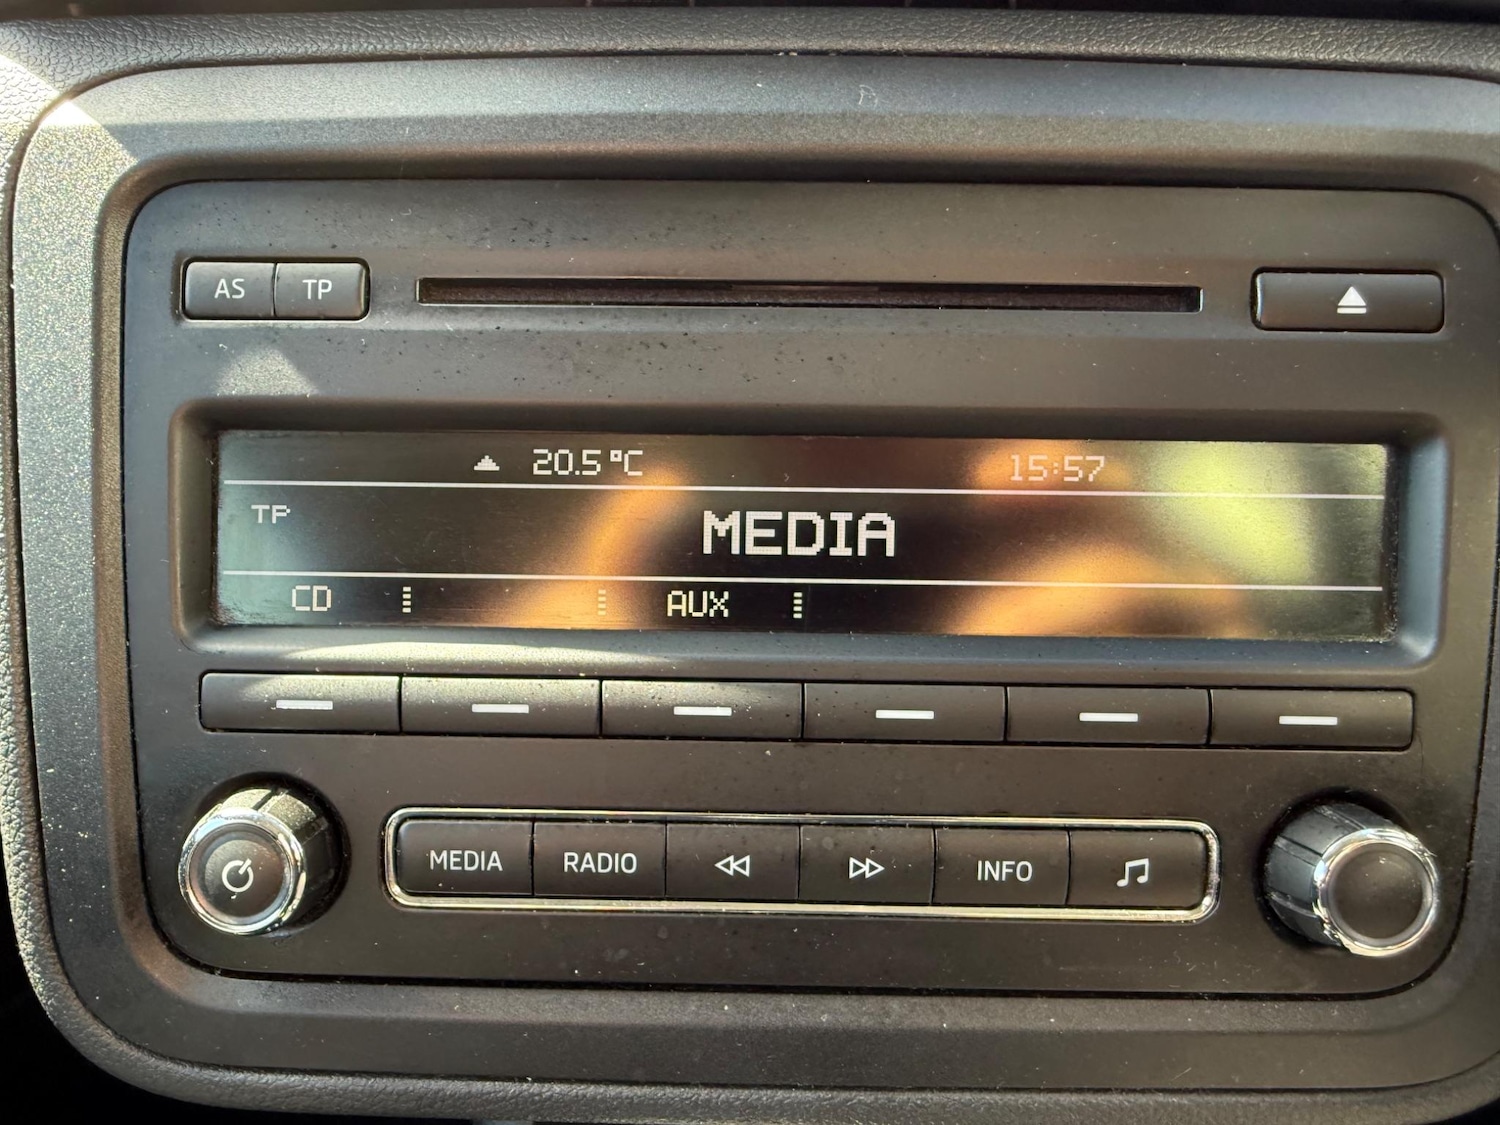 AS TP
20.5°C 15:57
TP
MEDIA
CD AUX
MEDIA RADIO INFO